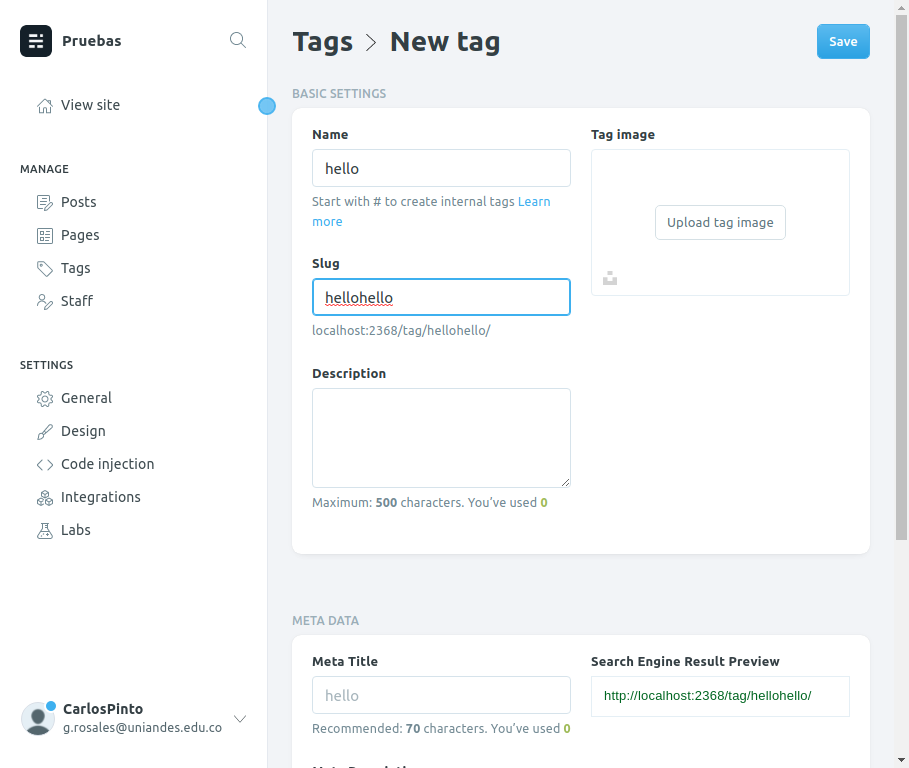 Pruebas
View site
MANAGE
Posts
Pages
Tags
Staff
SETTINGS
General
Design
Code injection
Integrations
Labs
CarlosPinto
g.rosales@uniandes.edu.co
Tags > New tag
Save
BASIC SETTINGS
Name
hello
Start with # to create internal tags Learn
more
Slug
hellohello
localhost:2368/tag/hellohello/
Description
Maximum: 500 characters. You’ve used 0
Tag image
Upload tag image
META DATA
Meta Title
hello
Recommended: 70 characters. You’ve used 0
Search Engine Result Preview
http://localhost:2368/tag/hellohello/